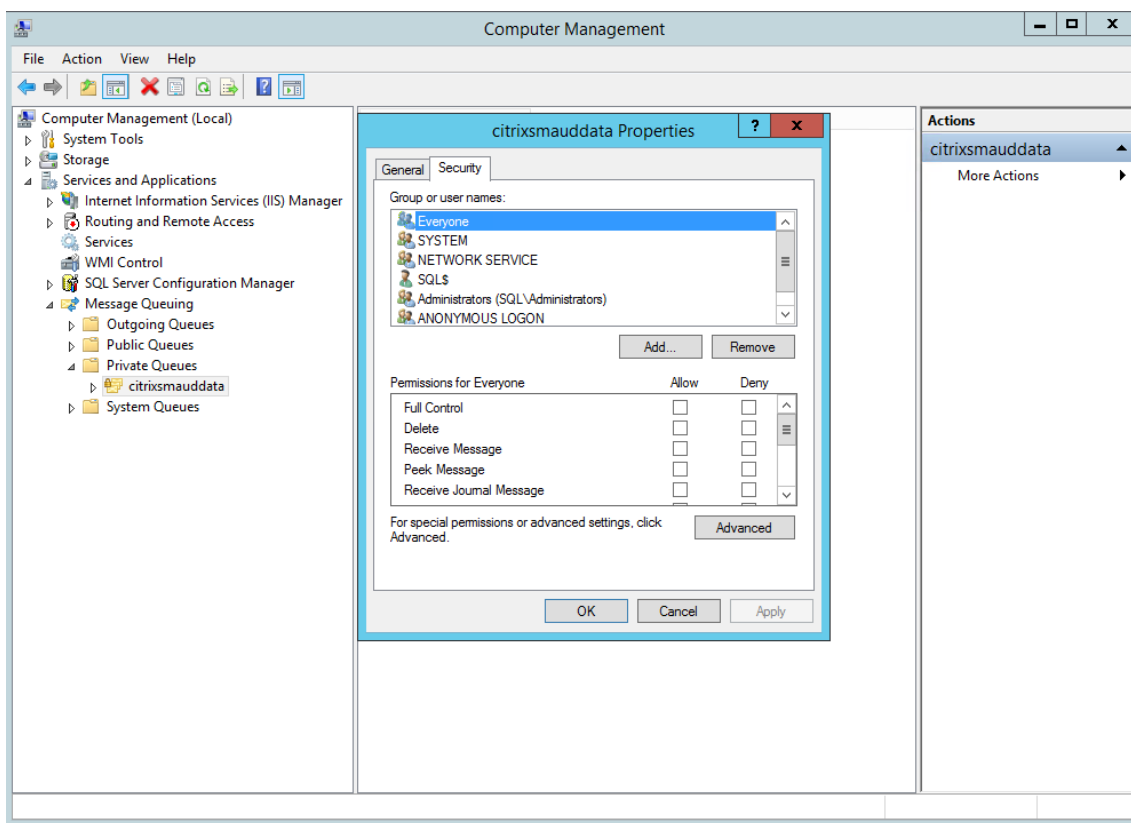 Computer Management
File Action View Help
Computer Management (Local)
System Tools
Storage
Services and Applications
Internet Information Services (IIS) Manager
Routing and Remote Access
Services
WMI Control
SQL Server Configuration Manager
Message Queuing
Outgoing Queues
Public Queues
Private Queues
citrixsmauddata
System Queues
citrixsmauddata Properties
General Security
Group or user names:
Everyone
SYSTEM
NETWORK SERVICE
SQL$
Administrators (SQL\Administrators)
ANONYMOUS LOGON
Add... Remove
Permissions for Everyone Allow Deny
Full Control
Delete
Receive Message
Peek Message
Receive Journal Message
For special permissions or advanced settings, click
Advanced.
Advanced
OK Cancel Apply
Actions
citrixsmauddata
More Actions